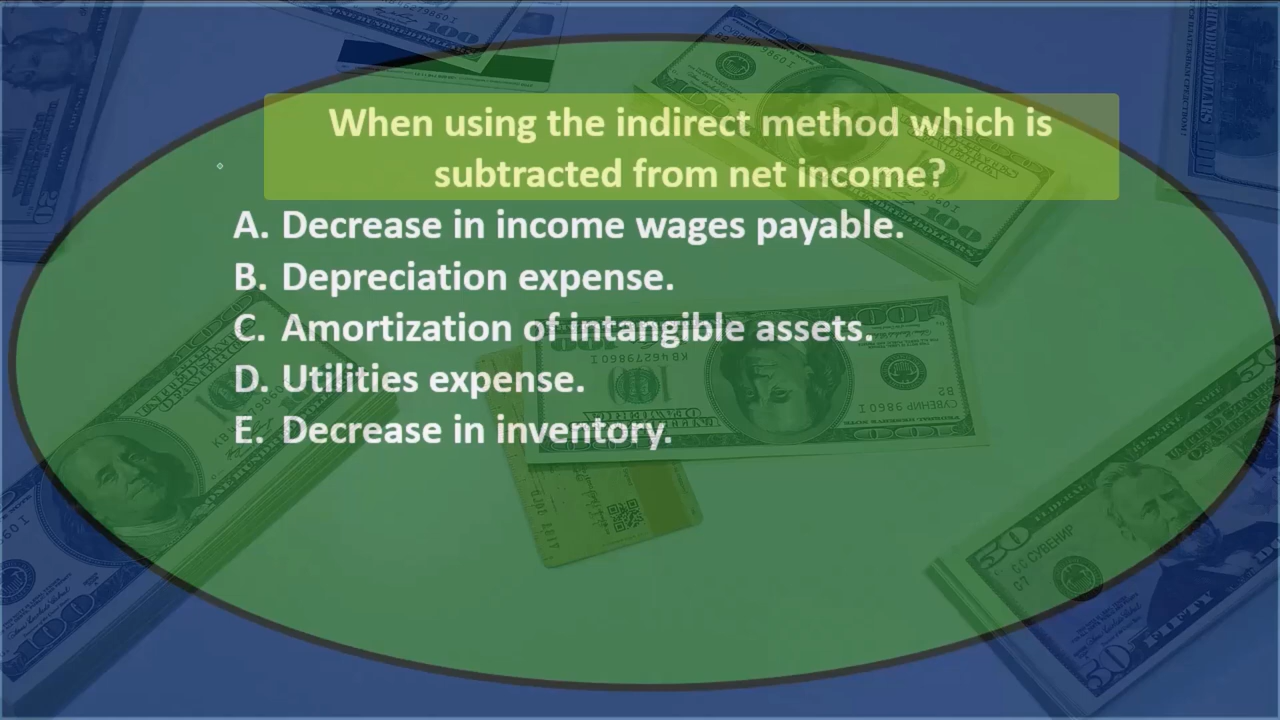 When using the indirect method which is
subtracted from net income?
A. Decrease in income wages payable.
B. Depreciation expense.
C. Amortization of intangible assets.
D. Utilities expense.
E. Decrease in inventory.